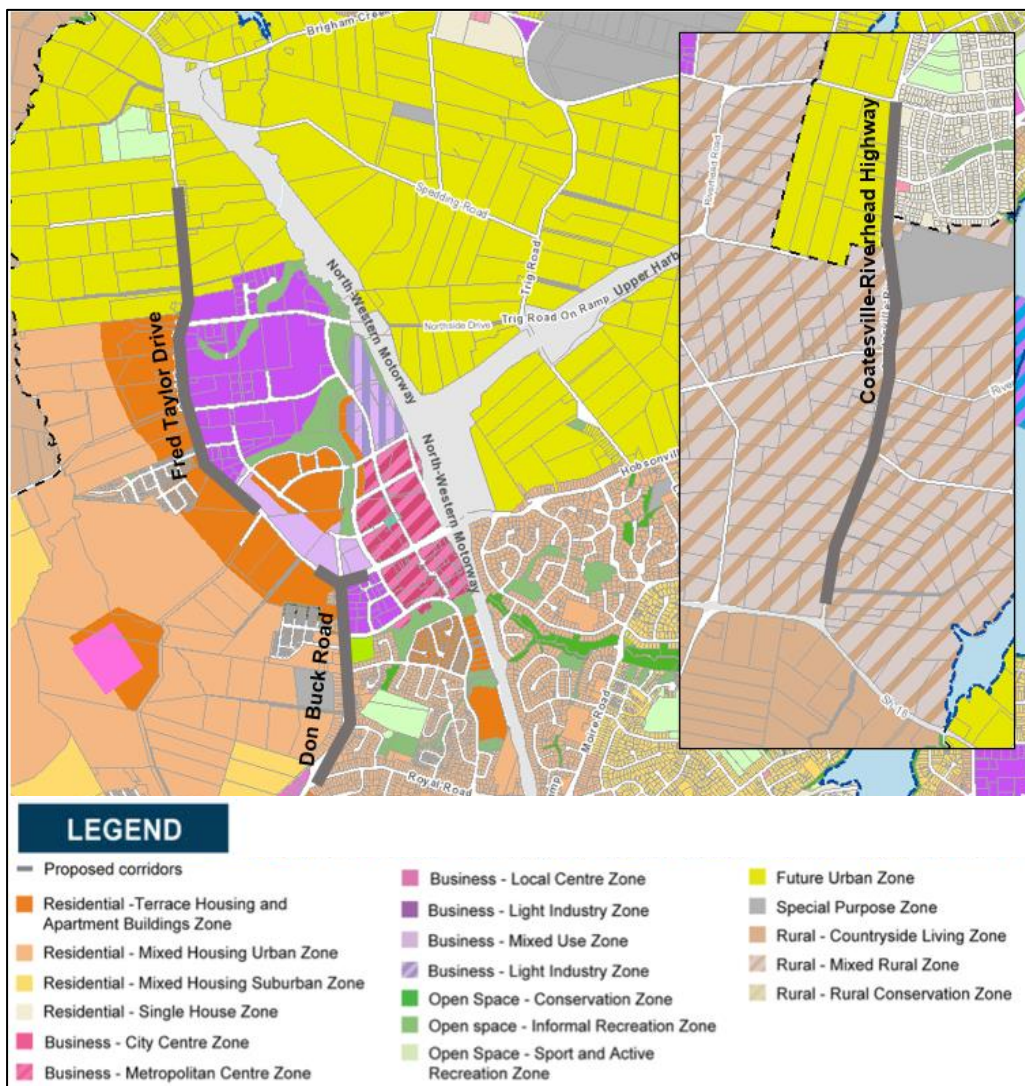 Brigham Creek
Spedding Road
Trig Road
North-Western Motorway
Northside Drive
Trig Road On Ramp
Upper Harb
Fred Taylor Drive
North-Western Motorway
Hobsonvill
Don Buck Road
Moire Road
Royal Road
Riverhead Road
Coatesville-Riverhead Highway
River
SH-16
LEGEND
Proposed corridors
Residential -Terrace Housing and
Apartment Buildings Zone
Residential - Mixed Housing Urban Zone
Residential - Mixed Housing Suburban Zone
Residential - Single House Zone
Business - City Centre Zone
Business - Metropolitan Centre Zone
Business - Local Centre Zone
Business - Light Industry Zone
Business - Mixed Use Zone
Business - Light Industry Zone
Open Space - Conservation Zone
Open space - Informal Recreation Zone
Open Space - Sport and Active
Recreation Zone
Future Urban Zone
Special Purpose Zone
Rural - Countryside Living Zone
Rural - Mixed Rural Zone
Rural - Rural Conservation Zone